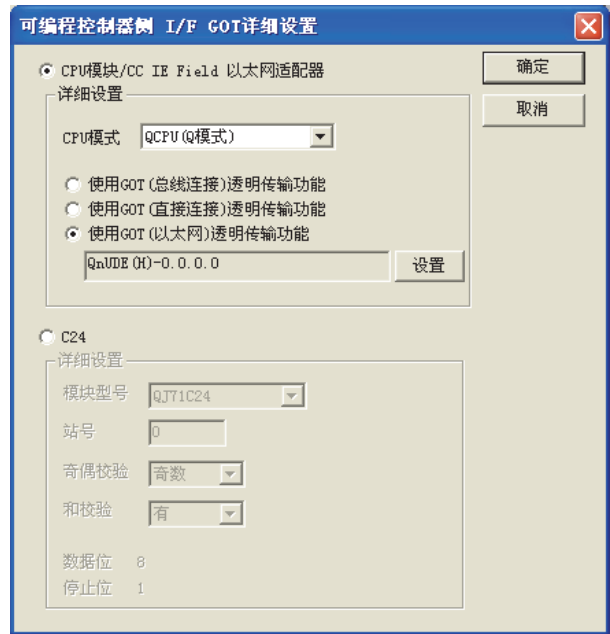 可编程控制器侧 I/F GOT详细设置
CPU模块/CC IE Field 以太网适配器
确定
详细设置
取消
CPU模式 QCPU(Q模式)
使用GOT(总线连接)透明传输功能
使用GOT(直接连接)透明传输功能
使用GOT(以太网)透明传输功能
QnUDE(H)-0.0.0.0 设置
C24
详细设置
模块型号 QJ71C24
站号 0
奇偶校验 奇数
和校验 有
数据位 8
停止位 1